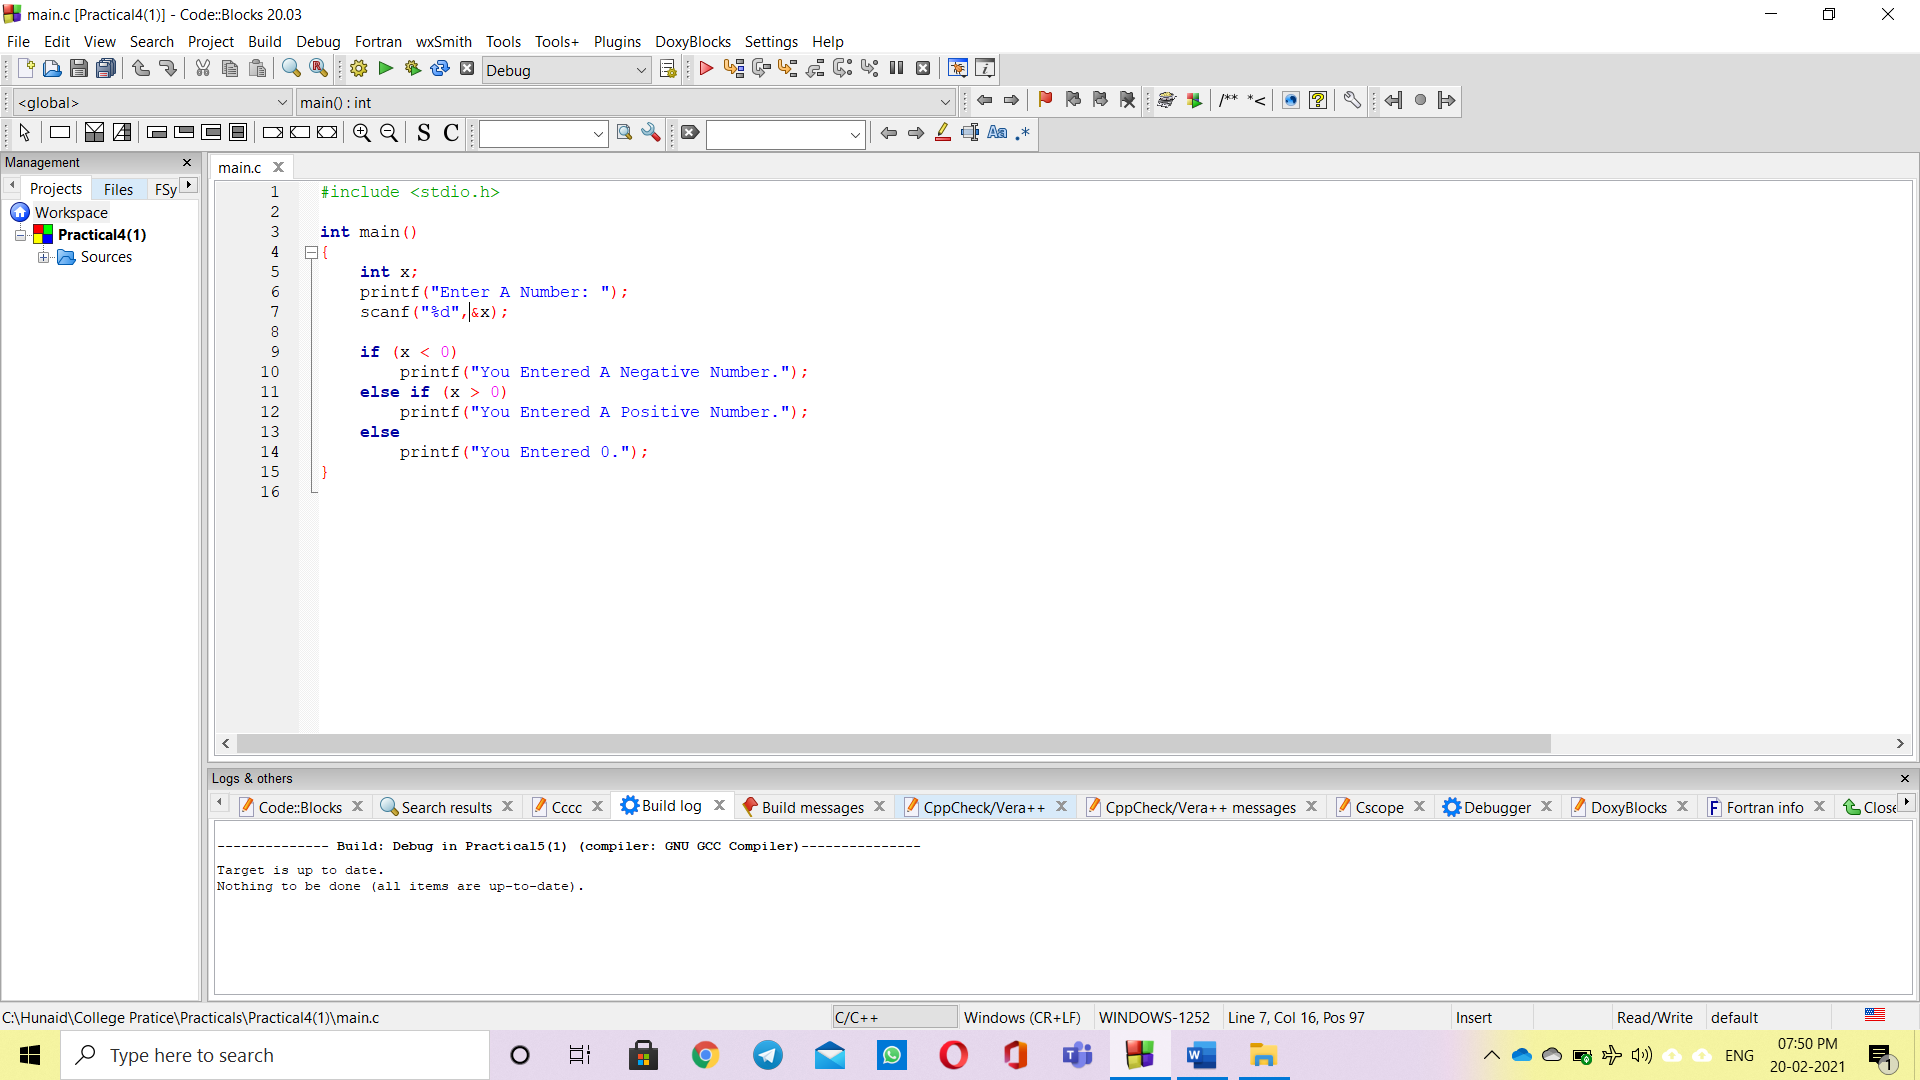 main.c [Practical4(1)] - Code::Blocks 20.03
File Edit View Search Project Build Debug Fortran wxSmith Tools Tools+ Plugins DoxyBlocks Settings Help
Debug
<global> main() : int
/** *<
S C Aa .*
Management
Projects Files FSy
Workspace
Practical4(1)
Sources
main.c
1 #include <stdio.h>
2
3 int main()
4 {
5     int x;
6     printf("Enter A Number: ");
7     scanf("%d",&x);
8
9     if (x < 0)
10         printf("You Entered A Negative Number.");
11     else if (x > 0)
12         printf("You Entered A Positive Number.");
13     else
14         printf("You Entered 0.");
15 }
16
Logs & others
Code::Blocks Search results Cccc Build log Build messages CppCheck/Vera++ CppCheck/Vera++ messages Cscope Debugger DoxyBlocks Fortran info Close
-------------- Build: Debug in Practical5(1) (compiler: GNU GCC Compiler)---------------
Target is up to date.
Nothing to be done (all items are up-to-date).
C:\Hunaid\College Pratice\Practicals\Practical4(1)\main.c C/C++ Windows (CR+LF) WINDOWS-1252 Line 7, Col 16, Pos 97 Insert Read/Write default
Type here to search
ENG
07:50 PM
20-02-2021
1